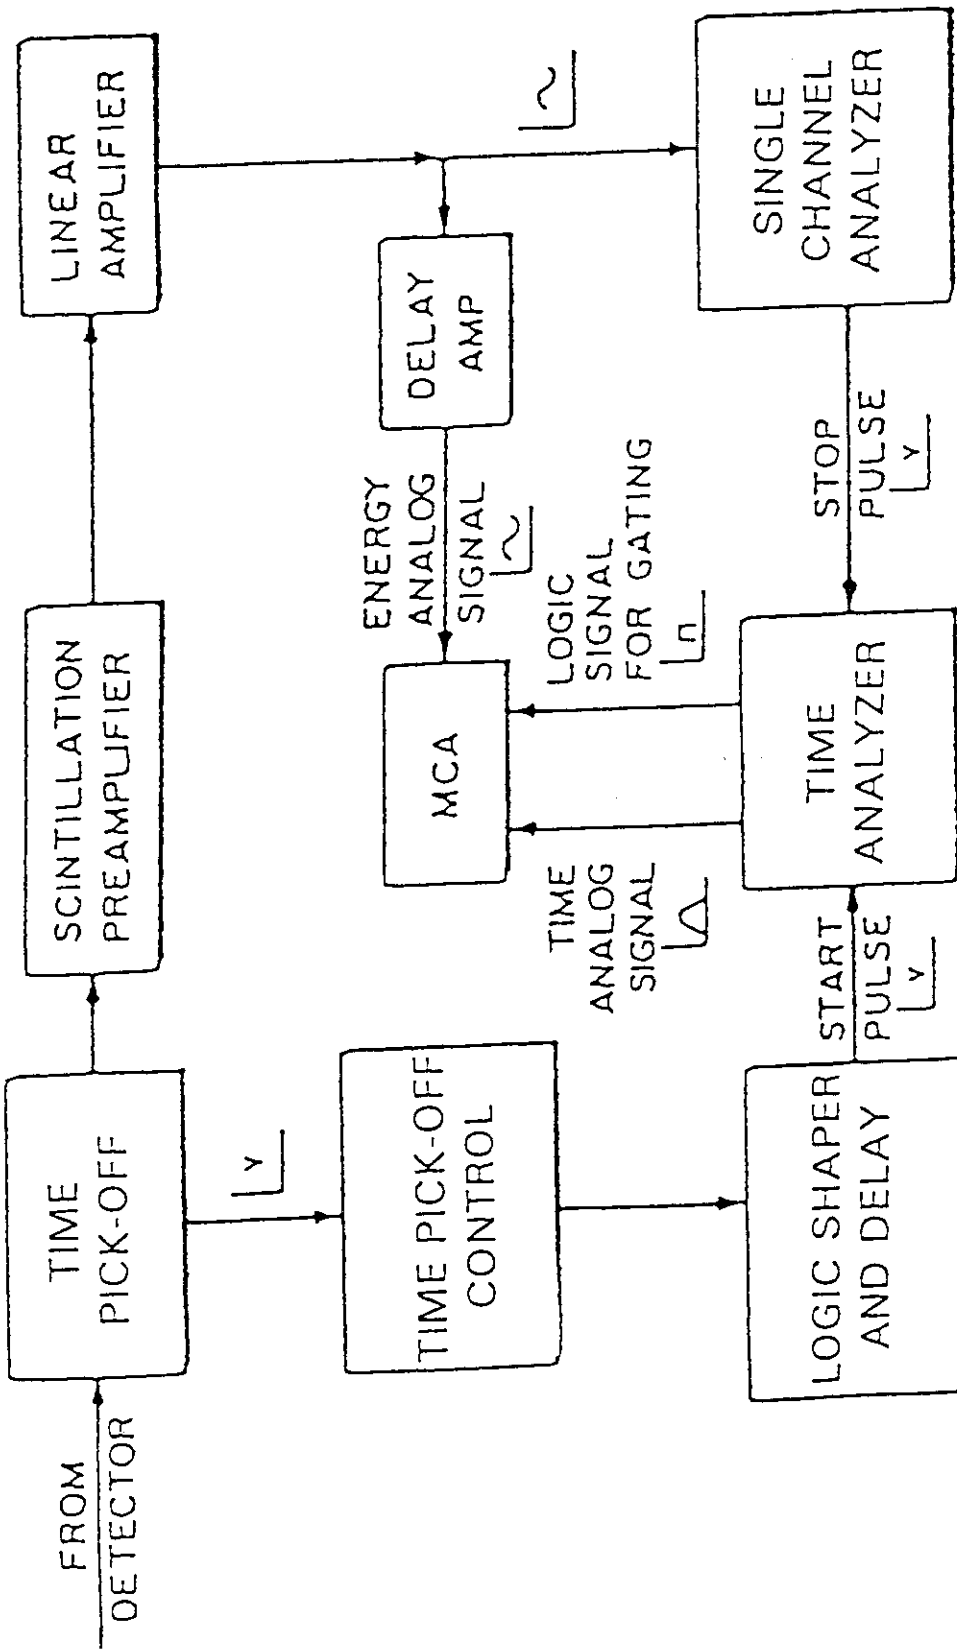 FROM
DETECTOR
TIME
PICK-OFF
SCINTILLATION
PREAMPLIFIER
LINEAR
AMPLIFIER
TIME PICK-OFF
CONTROL
MCA
ENERGY
ANALOG
SIGNAL
DELAY
AMP
TIME
ANALOG
SIGNAL
LOGIC
SIGNAL
FOR GATING
LOGIC SHAPER
AND DELAY
START
PULSE
TIME
ANALYZER
STOP
PULSE
SINGLE
CHANNEL
ANALYZER